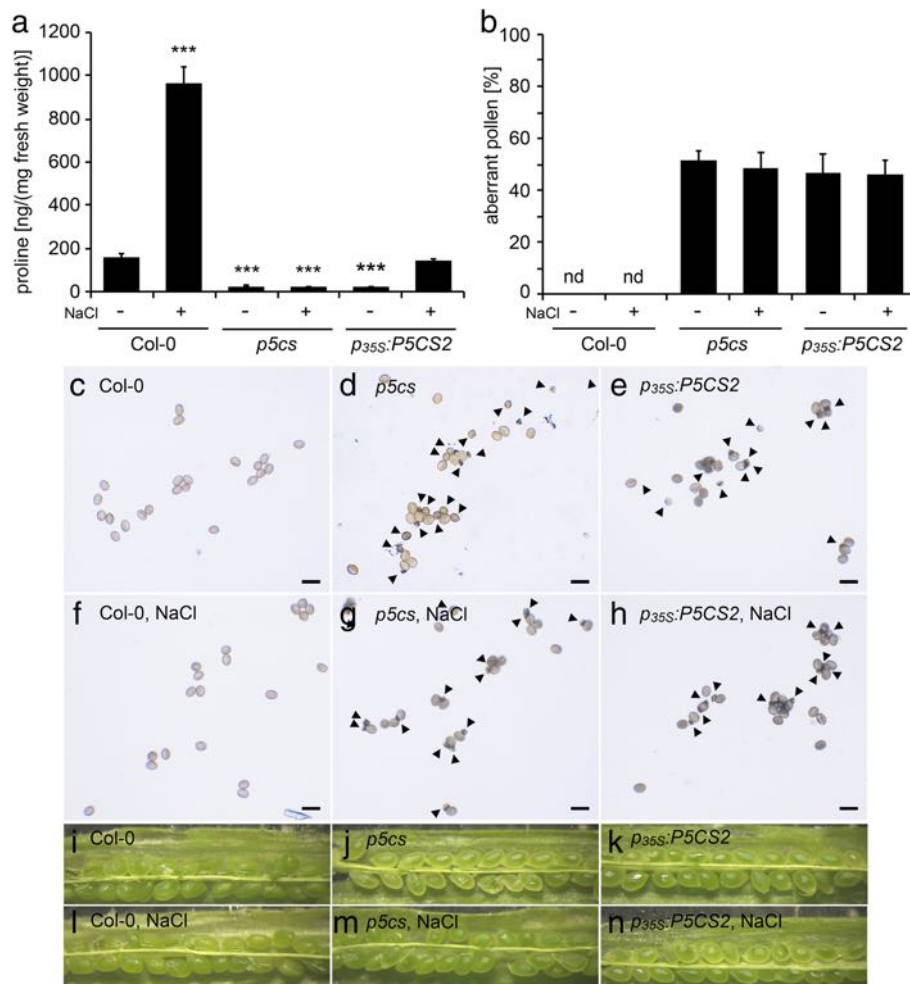 a
proline [ng/(mg fresh weight)]
1200
1000
800
600
400
200
0
***
***
***
***
NaCl - + - + - +
Col-0 p5cs p35S:P5CS2
b
aberrant pollen [%]
100
80
60
40
20
0
nd nd
NaCl - + - + - +
Col-0 p5cs p35S:P5CS2
c Col-0
d p5cs
e p35S:P5CS2
f Col-0, NaCl
g p5cs, NaCl
h p35S:P5CS2, NaCl
i Col-0
j p5cs
k p35S:P5CS2
l Col-0, NaCl
m p5cs, NaCl
n p35S:P5CS2, NaCl